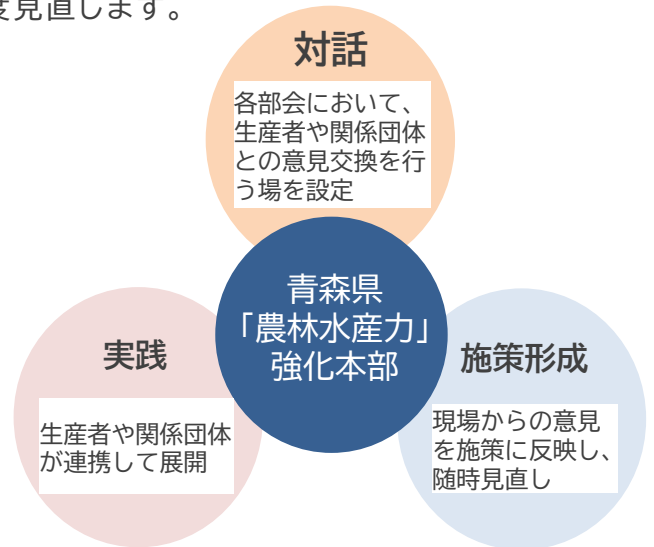 度見直します。
対話
各部会において、
生産者や関係団体
との意見交換を行
う場を設定
青森県
「農林水産力」
強化本部
実践
生産者や関係団体
が連携して展開
施策形成
現場からの意見
を施策に反映し、
随時見直し